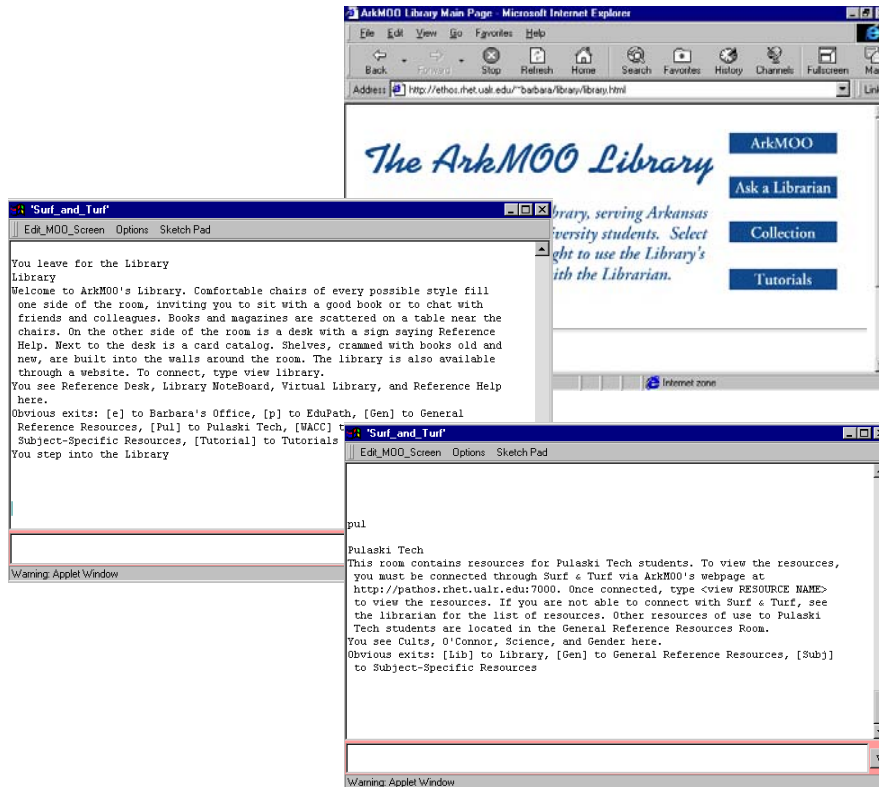 ArkMOO Library Main Page - Microsoft Internet Explorer
File Edit View Go Favorites Help
Back Forward Stop Refresh Home Search Favorites History Channels Fullscreen
Address http://ethos.rhet.ualr.edu/~barbara/library/library.html
The ArkMOO Library
ArkMOO
Ask a Librarian
Collection
Tutorials
serving Arkansas
students. Select
to use the Library's
the Librarian.
Internet zone
'Surf_and_Turf'
Edit_MOO_Screen Options Sketch Pad
You leave for the Library
Library
Welcome to ArkMOO's Library. Comfortable chairs of every possible style fill
one side of the room, inviting you to sit with a good book or to chat with
friends and colleagues. Books and magazines are scattered on a table near the
chairs. On the other side of the room is a desk with a sign saying Reference
Help. Next to the desk is a card catalog. Shelves, crammed with books old and
new, are built into the walls around the room. The library is also available
through a website. To connect, type view library.
You see Reference Desk, Library NoteBoard, Virtual Library, and Reference Help
here.
Obvious exits: [e] to Barbara's Office, [p] to EduPath, [Gen] to General
Reference Resources, [Pul] to Pulaski Tech, [WACC]
Subject-Specific Resources, [Tutorial] to Tutorials
You step into the Library
Warning: Applet Window
'Surf_and_Turf'
Edit_MOO_Screen Options Sketch Pad
pul
Pulaski Tech
This room contains resources for Pulaski Tech students. To view the resources,
you must be connected through Surf & Turf via ArkMOO's webpage at
http://pathos.rhet.ualr.edu:7000. Once connected, type <view RESOURCE NAME>
to view the resources. If you are not able to connect with Surf & Turf, see
the librarian for the list of resources. Other resources of use to Pulaski
Tech students are located in the General Reference Resources Room.
You see Cults, O'Connor, Science, and Gender here.
Obvious exits: [Lib] to Library, [Gen] to General Reference Resources, [Subj]
to Subject-Specific Resources
Warning: Applet Window